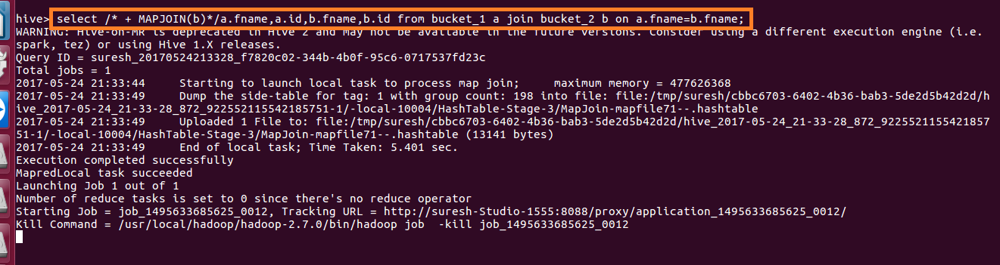 hive> select /* + MAPJOIN(b)*/a.fname,a.id,b.fname,b.id from bucket_1 a join bucket_2 b on a.fname=b.fname;
WARNING: Hive-on-MR is deprecated in Hive 2 and may not be available in the future versions. Consider using a different execution engine (i.e.
spark, tez) or using Hive 1.X releases.
Query ID = suresh_20170524213328_f7820c02-344b-4b0f-95c6-0717537fd23c
Total jobs = 1
2017-05-24 21:33:44     Starting to launch local task to process map join;      maximum memory = 477626368
2017-05-24 21:33:49     Dump the side-table for tag: 1 with group count: 198 into file: file:/tmp/suresh/cbbc6703-6402-4b36-bab3-5de2d5b42d2d/h
ive_2017-05-24_21-33-28_872_922552115542185751-1/-local-10004/HashTable-Stage-3/MapJoin-mapfile71--.hashtable
2017-05-24 21:33:49     Uploaded 1 File to: file:/tmp/suresh/cbbc6703-6402-4b36-bab3-5de2d5b42d2d/hive_2017-05-24_21-33-28_872_9225521155421857
51-1/-local-10004/HashTable-Stage-3/MapJoin-mapfile71--.hashtable (13141 bytes)
2017-05-24 21:33:49     End of local task; Time Taken: 5.401 sec.
Execution completed successfully
MapredLocal task succeeded
Launching Job 1 out of 1
Number of reduce tasks is set to 0 since there's no reduce operator
Starting Job = job_1495633685625_0012, Tracking URL = http://suresh-Studio-1555:8088/proxy/application_1495633685625_0012/
Kill Command = /usr/local/hadoop/hadoop-2.7.0/bin/hadoop job  -kill job_1495633685625_0012